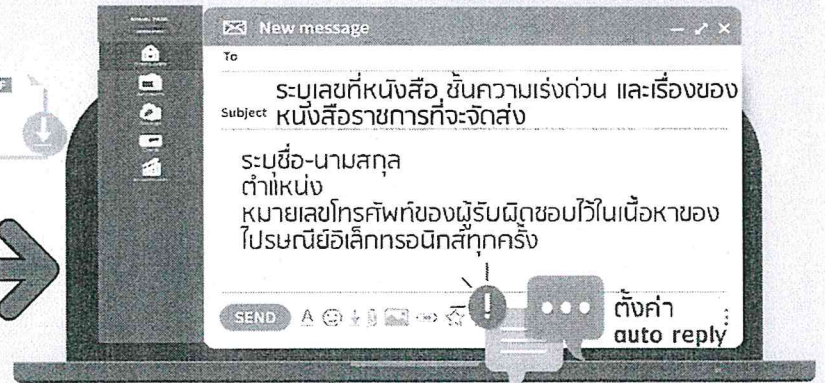 New message
To
ระบุเลขที่หนังสือ ชั้นความเร่งด่วน และเรื่องของ
Subject หนังสือราชการที่จะจัดส่ง
ระบุชื่อ-นามสกุล
ตำแหน่ง
หมายเลขโทรศัพท์ของผู้รับผิดชอบไว้ในเนื้อหาของ
ไปรษณีย์อิเล็กทรอนิกส์ทุกครั้ง
SEND
ตั้งค่า
auto reply